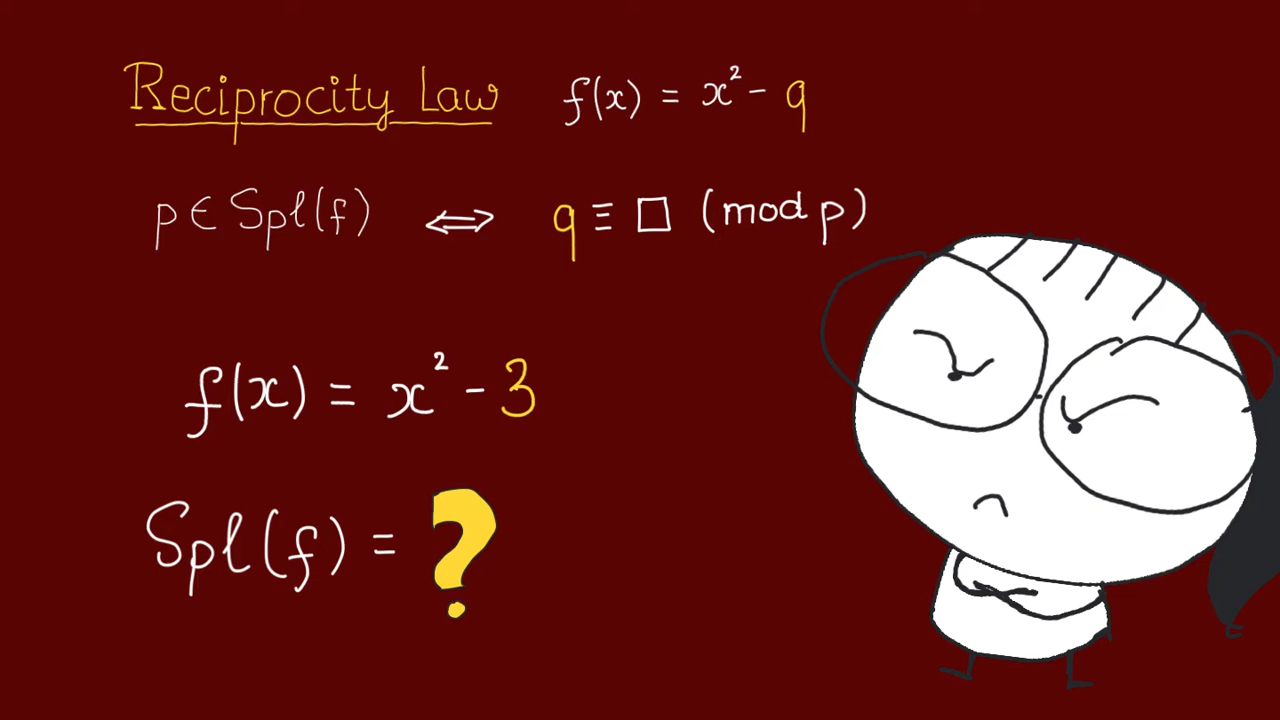 Reciprocity Law f(x) = x² - q
p ∈ Spl(f) ⇔ q ≡ □ (mod p)
f(x) = x² - 3
Spl(f) = ?